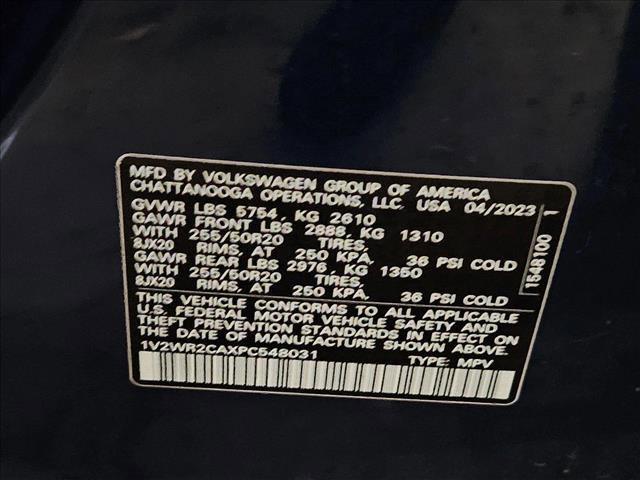 MFD BY VOLKSWAGEN GROUP OF AMERICA
CHATTANOOGA OPERATIONS, LLC, USA 04/2023
GVWR LBS 5754, KG 2610
GAWR FRONT LBS 2888, KG 1310
WITH 255/50R20 TIRES,
8JX20 RIMS, AT 250 KPA, 36 PSI COLD
GAWR REAR LBS 2976, KG 1350
WITH 255/50R20 TIRES,
8JX20 RIMS, AT 250 KPA, 36 PSI COLD
THIS VEHICLE CONFORMS TO ALL APPLICABLE
U.S. FEDERAL MOTOR VEHICLE SAFETY AND
THEFT PREVENTION STANDARDS IN EFFECT ON
THE DATE OF MANUFACTURE SHOWN ABOVE.
1V2WR2CAXPC548031 TYPE: MPV
1548100 1